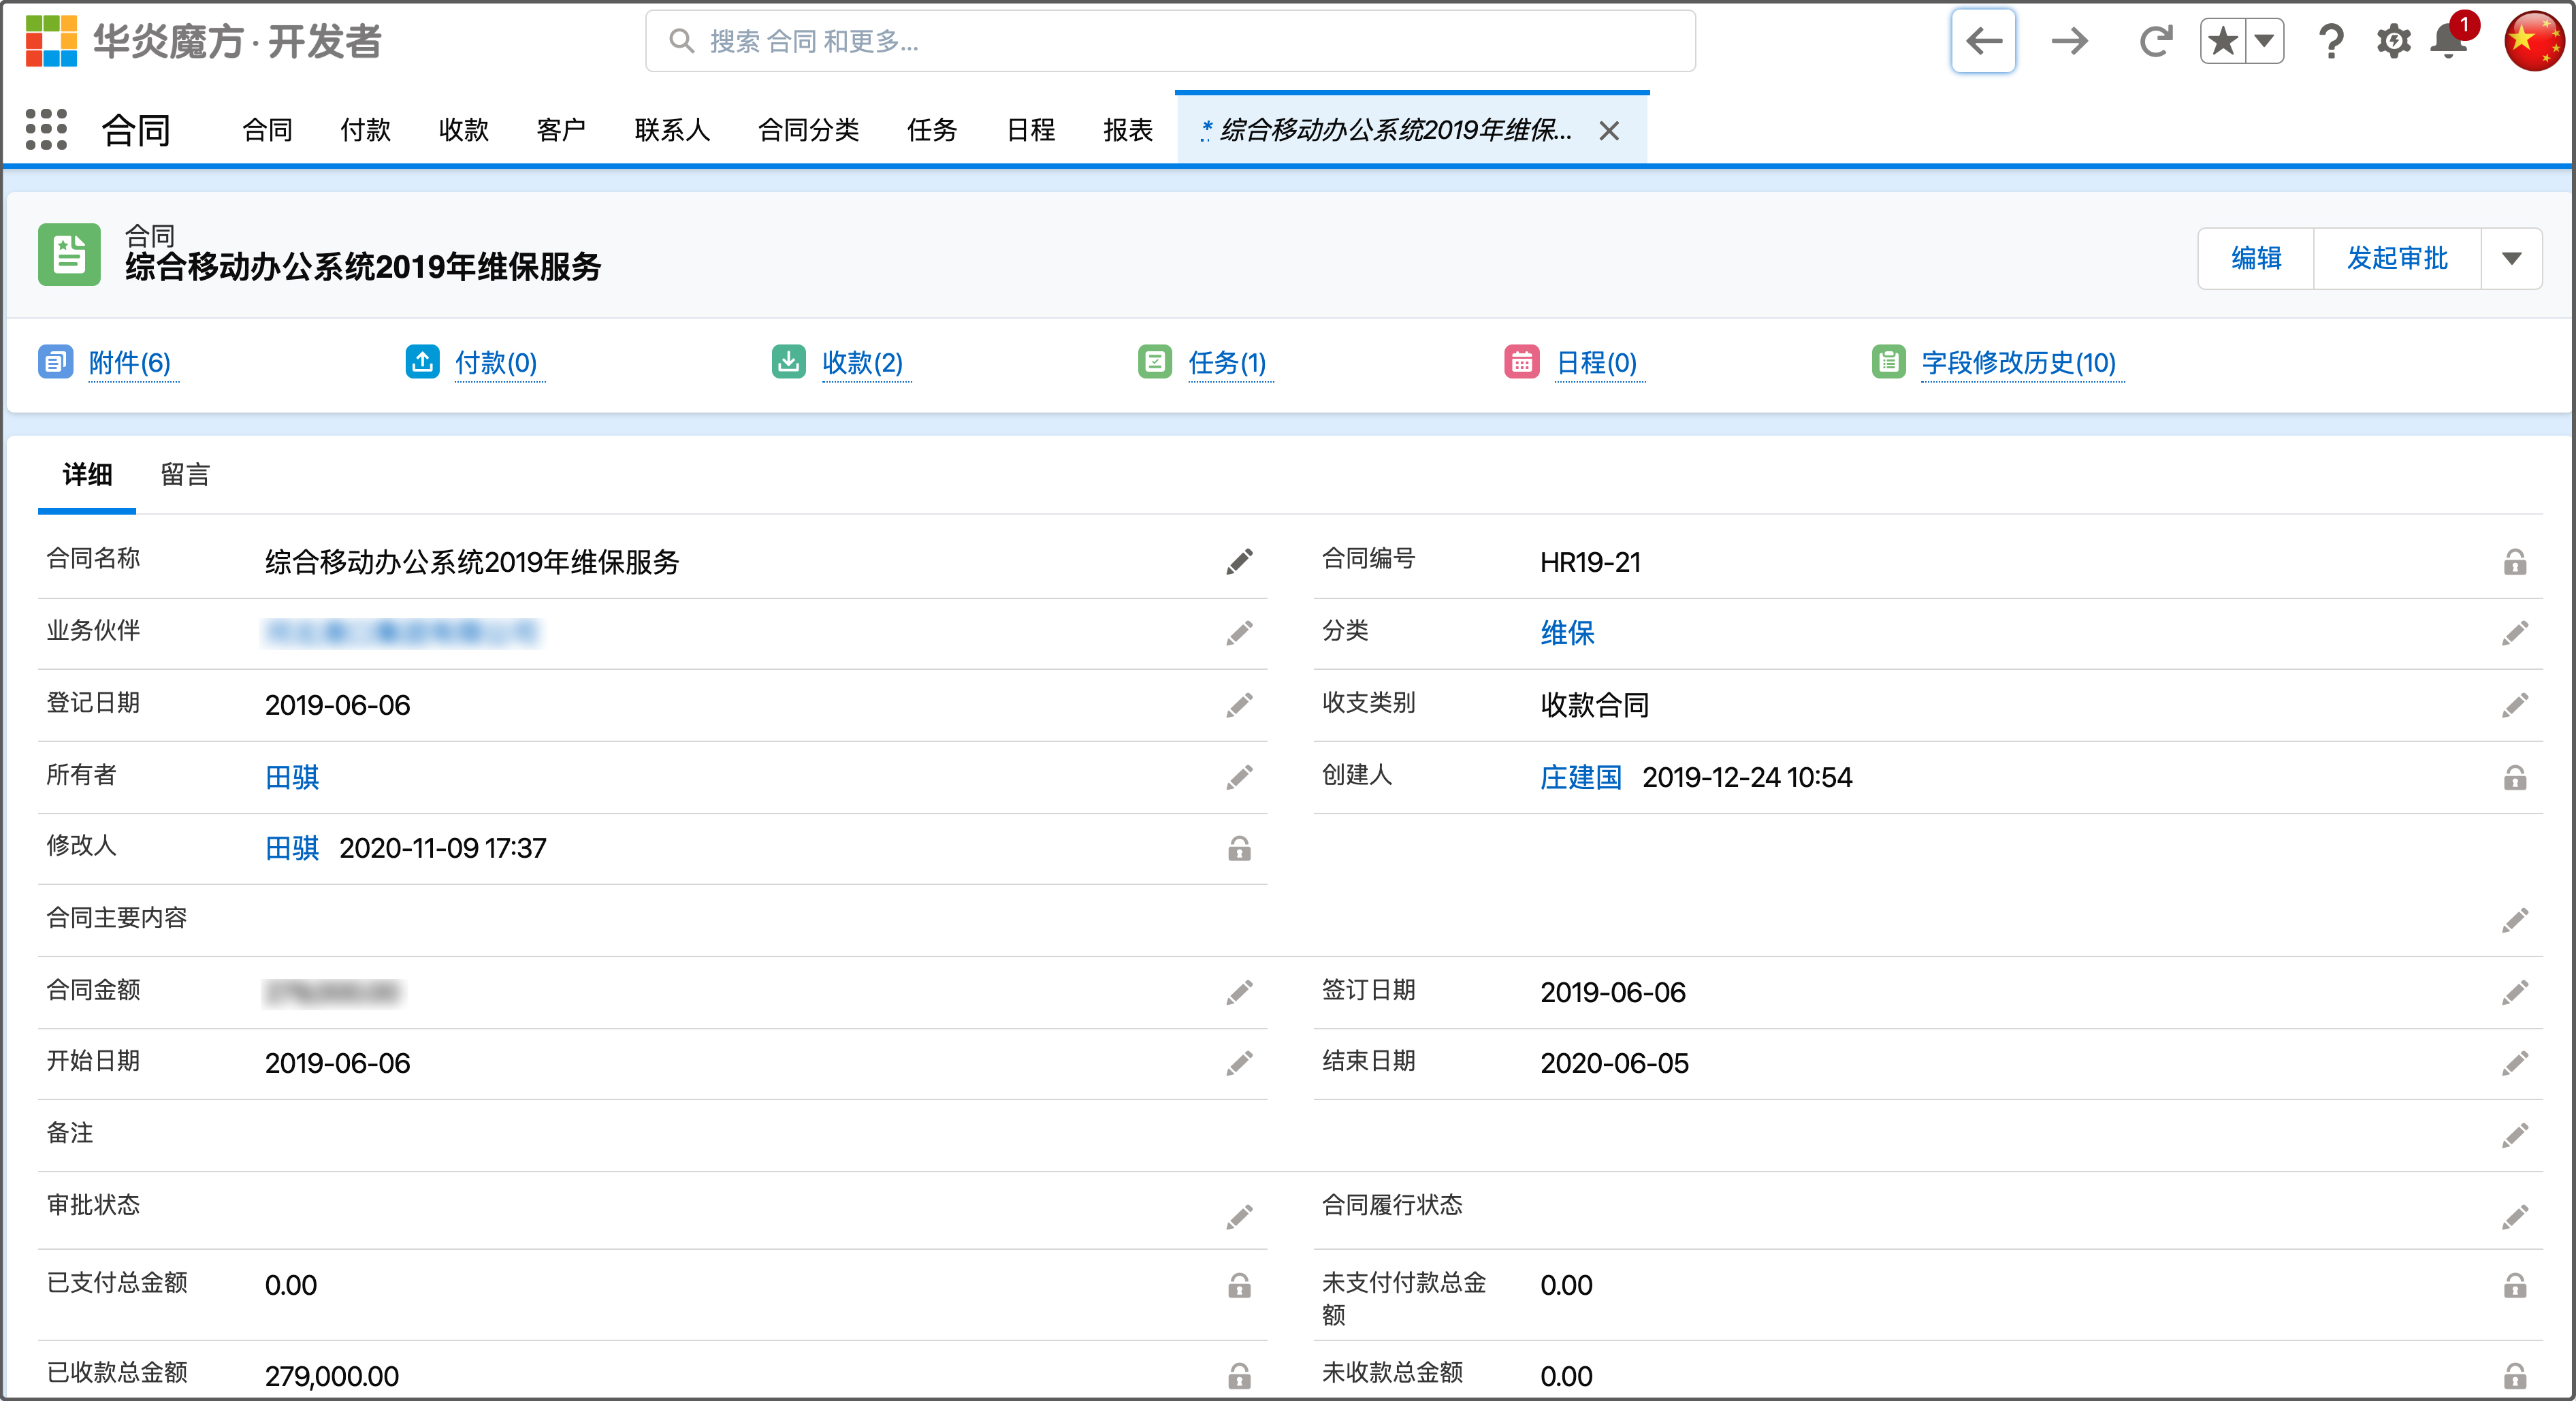 华炎魔方·开发者
搜索 合同 和更多...
1
合同
合同 付款 收款 客户 联系人 合同分类 任务 日程 报表 * 综合移动办公系统2019年维保...
合同
综合移动办公系统2019年维保服务
编辑 发起审批
附件(6) 付款(0) 收款(2) 任务(1) 日程(0) 字段修改历史(10)
详细 留言
合同名称 综合移动办公系统2019年维保服务 合同编号 HR19-21
业务伙伴 分类 维保
登记日期 2019-06-06 收支类别 收款合同
所有者 田骐 创建人 庄建国 2019-12-24 10:54
修改人 田骐 2020-11-09 17:37
合同主要内容
合同金额 签订日期 2019-06-06
开始日期 2019-06-06 结束日期 2020-06-05
备注
审批状态 合同履行状态
已支付总金额 0.00 未支付付款总金额 0.00
已收款总金额 279,000.00 未收款总金额 0.00